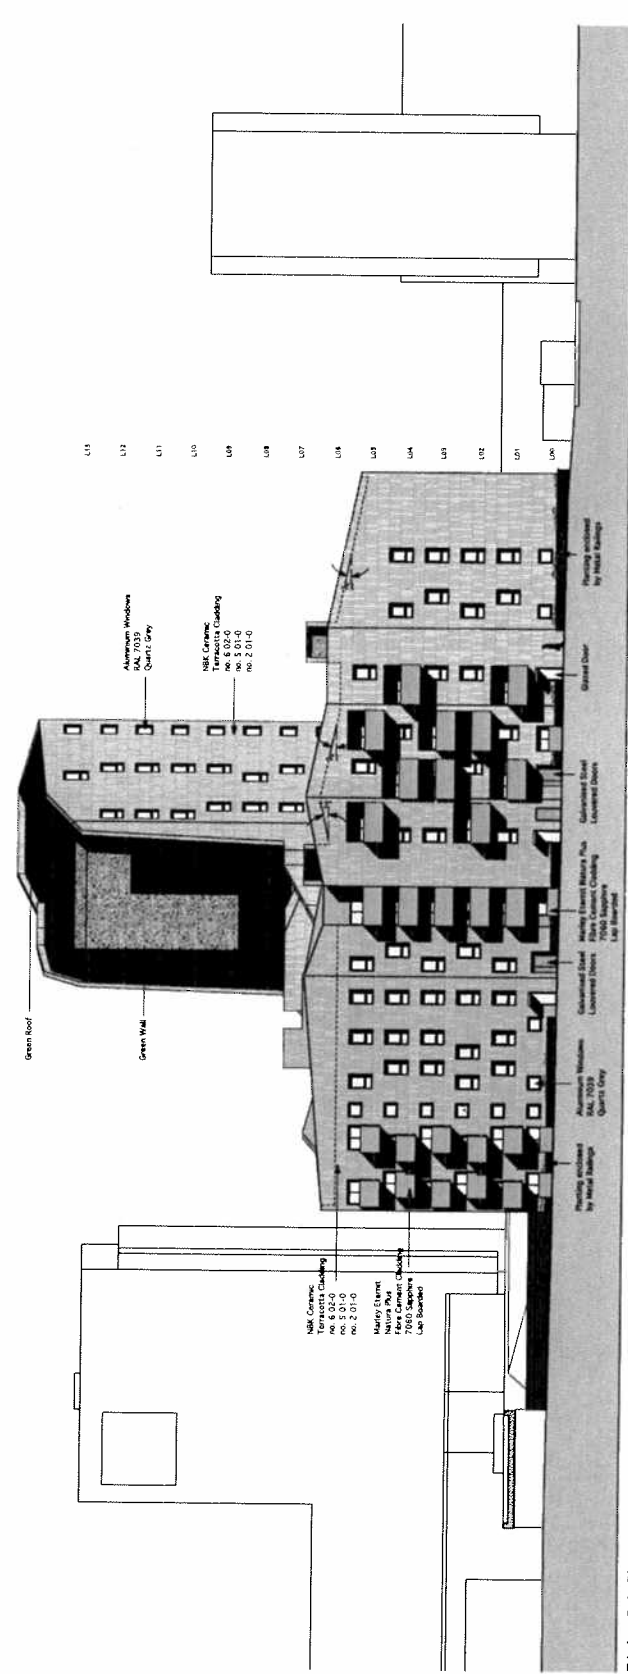 Green Roof
Green Wall
Aluminium Windows
RAL 7039
Quartz Grey
NBK Ceramic
Terracotta Cladding
no. 6 02-0
no. 5 01-0
no. 2 01-0
L13
L12
L11
L10
L09
L08
L07
L06
L05
L04
L03
L02
L01
L00
NBK Ceramic
Terracotta Cladding
no. 6 02-0
no. 5 01-0
no. 2 01-0
Marley Eternit
Natura Plus
Fibre Cement Cladding
7060 Sapphire
Lap Boarded
Planting enclosed
by Metal Railings
Aluminium Windows
RAL 7039
Quartz Grey
Galvanised Steel
Louvered Doors
Marley Eternit Natura Plus
Fibre Cement Cladding
7060 Sapphire
Lap Boarded
Galvanised Steel
Louvered Doors
Glazed Door
Planting enclosed
by Metal Railings